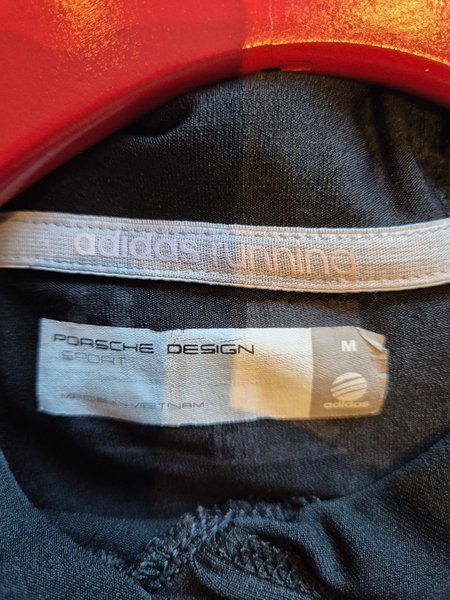 adidas running
PORSCHE DESIGN
SPORT
M
MADE IN VIETNAM
adidas